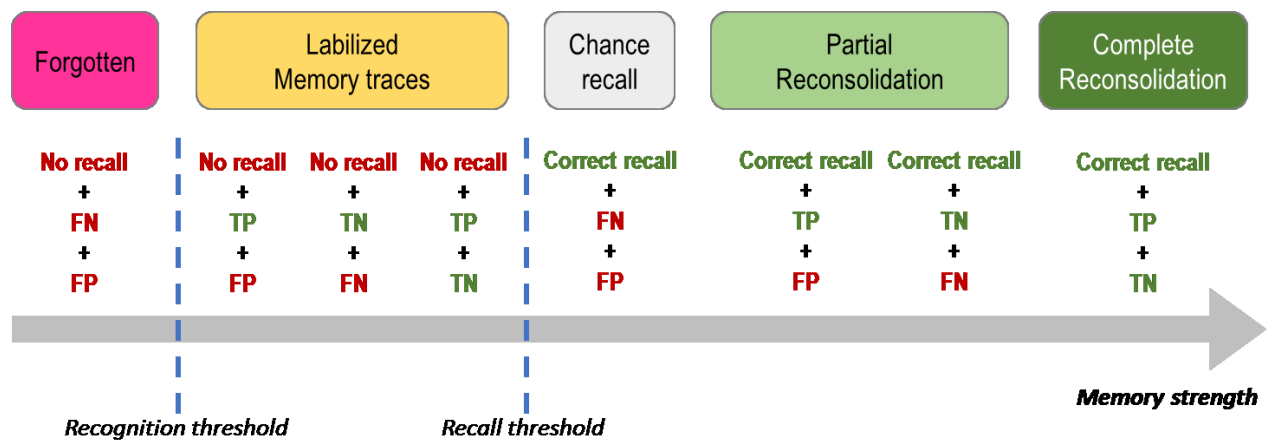 Forgotten
Labilized
Memory traces
Chance
recall
Partial
Reconsolidation
Complete
Reconsolidation
No recall No recall No recall No recall Correct recall Correct recall Correct recall Correct recall
+ + + + + + + +
FN TP TN TP FN TP TN TP
+ + + + + + + +
FP FP FN TN FP FP FN TN
Memory strength
Recognition threshold Recall threshold